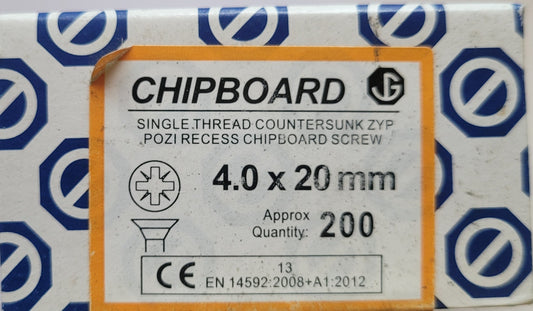 CHIPBOARD JG
SINGLE THREAD COUNTERSUNK ZYP
POZI RECESS CHIPBOARD SCREW
4.0 x 20 mm
Approx
Quantity: 200
CE 13
EN 14592:2008+A1:2012